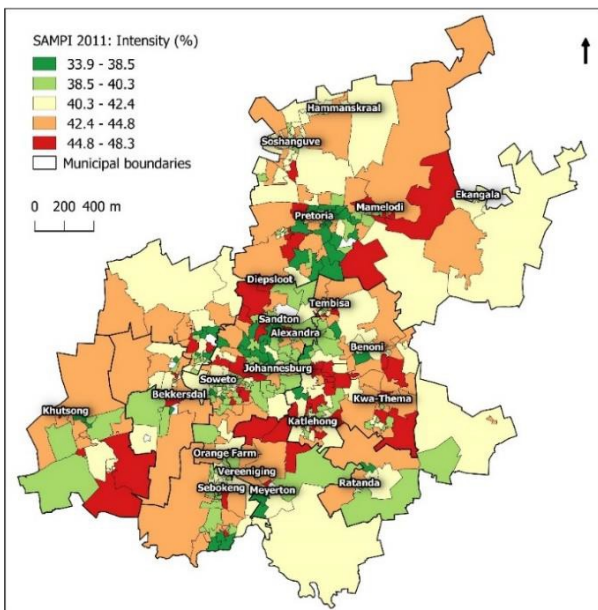 SAMPI 2011: Intensity (%)
33.9 - 38.5
38.5 - 40.3
40.3 - 42.4
42.4 - 44.8
44.8 - 48.3
Municipal boundaries
0 200 400 m
Hammanskraal
Soshanguve
Ekangala
Mamelodi
Pretoria
Diepsloot
Tembisa
Sandton
Alexandra
Benoni
Johannesburg
Soweto
Bekkersdal
Kwa-Thema
Khutsong
Katlehong
Orange Farm
Vereeniging
Sebokeng
Meyerton
Ratanda